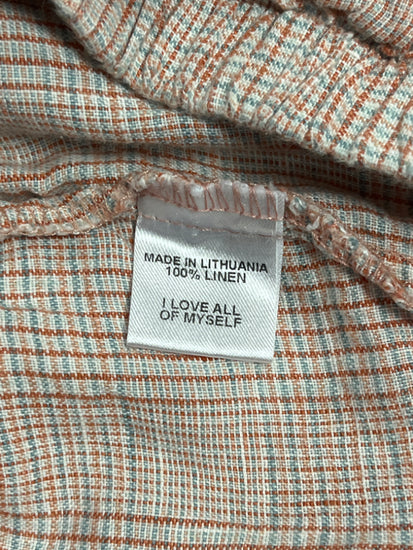 MADE IN LITHUANIA
100% LINEN
I LOVE ALL
OF MYSELF